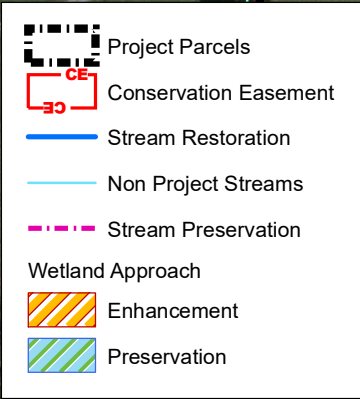 Project Parcels
CE
CE
Conservation Easement
Stream Restoration
Non Project Streams
Stream Preservation
Wetland Approach
Enhancement
Preservation